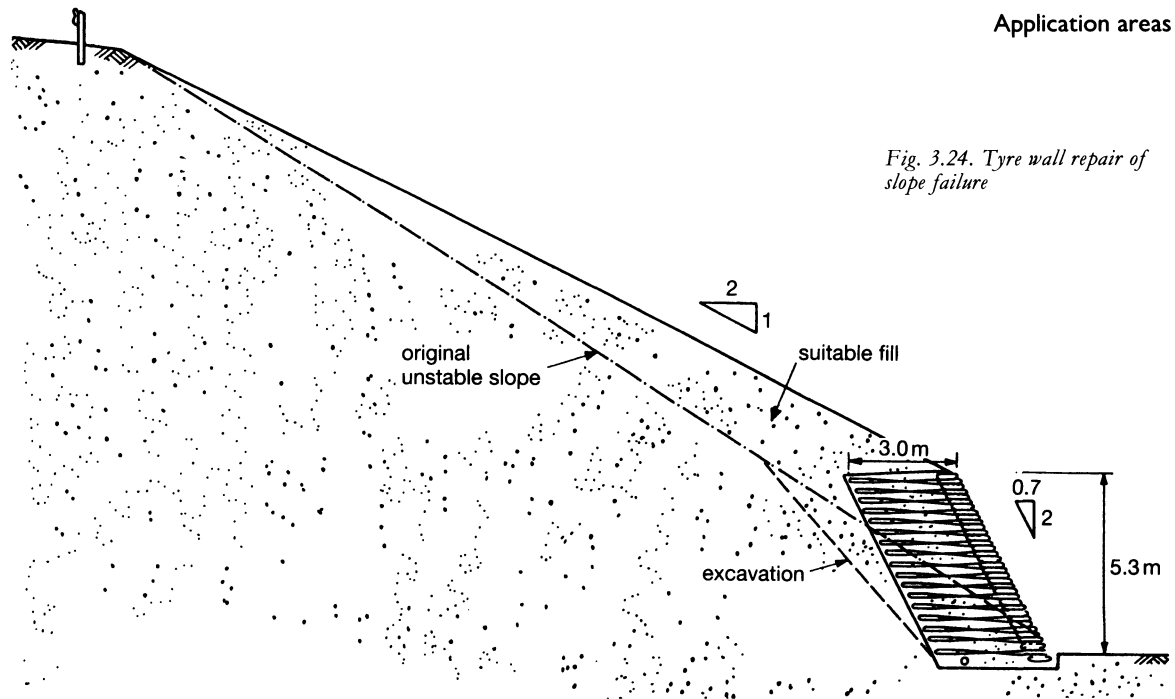 Application areas
Fig. 3.24. Tyre wall repair of
slope failure
2
1
original
unstable slope
suitable fill
3.0 m
0.7
2
excavation
5.3 m